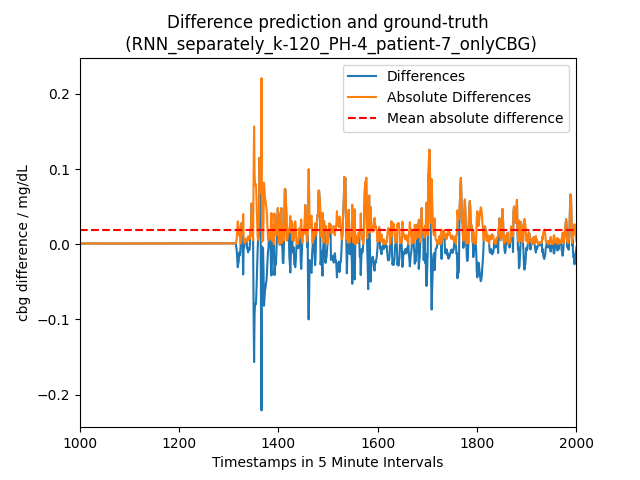 Difference prediction and ground-truth
(RNN_separately_k-120_PH-4_patient-7_onlyCBG)
Differences
Absolute Differences
Mean absolute difference
cbg difference / mg/dL
0.2
0.1
0.0
−0.1
−0.2
1000 1200 1400 1600 1800 2000
Timestamps in 5 Minute Intervals